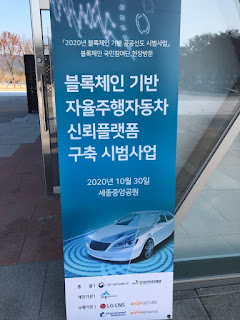 「2020년 블록체인 기반 공공선도 시범사업」
블록체인 국민참여단 현장방문
블록체인 기반
자율주행자동차
신뢰플랫폼
구축 시범사업
2020년 10월 30일
세종중앙공원
LG CNS